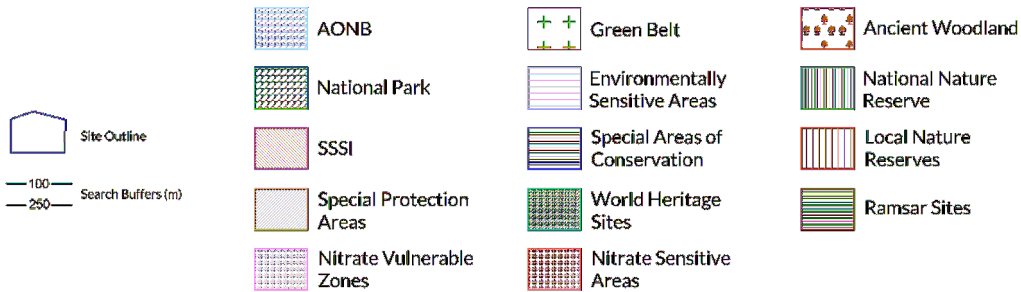 AONB
Green Belt
Ancient Woodland
National Park
Environmentally
Sensitive Areas
National Nature
Reserve
Site Outline
SSSI
Special Areas of
Conservation
Local Nature
Reserves
100
250
Search Buffers (m)
Special Protection
Areas
World Heritage
Sites
Ramsar Sites
Nitrate Vulnerable
Zones
Nitrate Sensitive
Areas